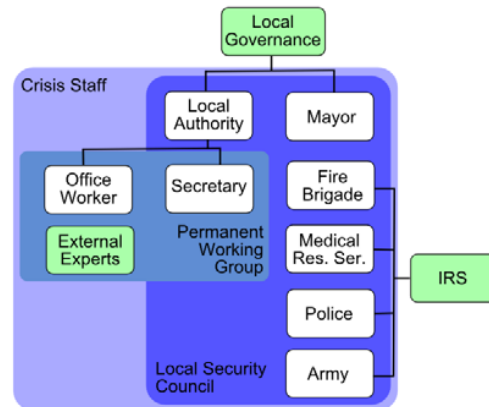 Local
Governance
Crisis Staff
Local
Authority
Mayor
Office
Worker
Secretary
Fire
Brigade
External
Experts
Permanent
Working
Group
Medical
Res. Ser.
IRS
Police
Local Security
Council
Army